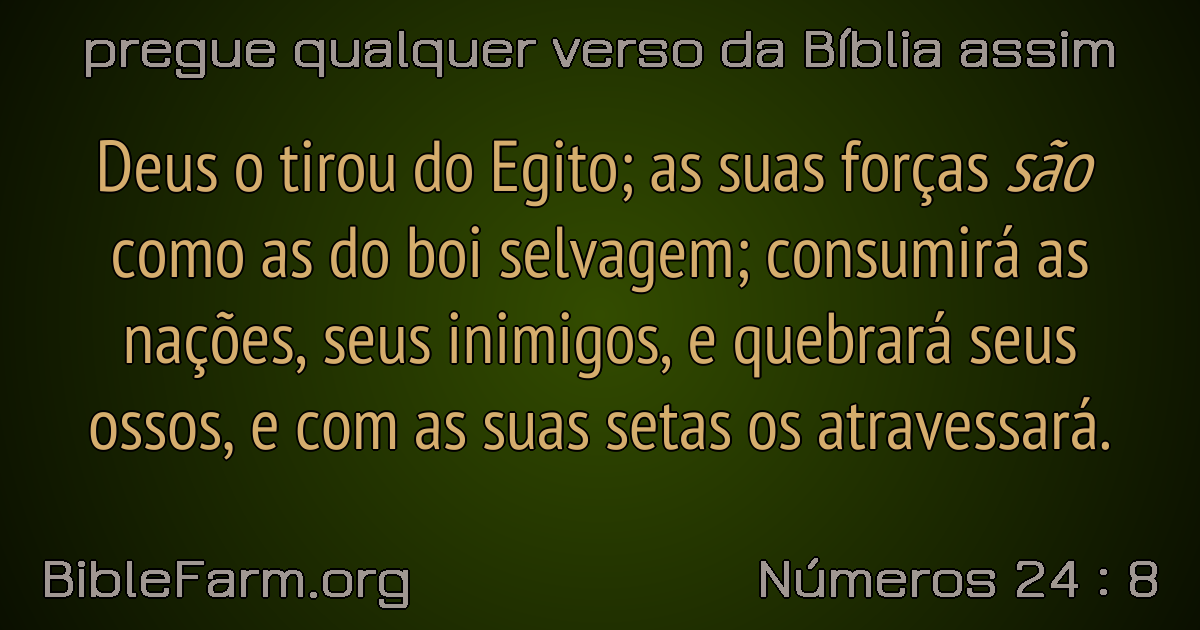 pregue qualquer verso da Bíblia assim
Deus o tirou do Egito; as suas forças são
como as do boi selvagem; consumirá as
nações, seus inimigos, e quebrará seus
ossos, e com as suas setas os atravessará.
BibleFarm.org
Números 24 : 8